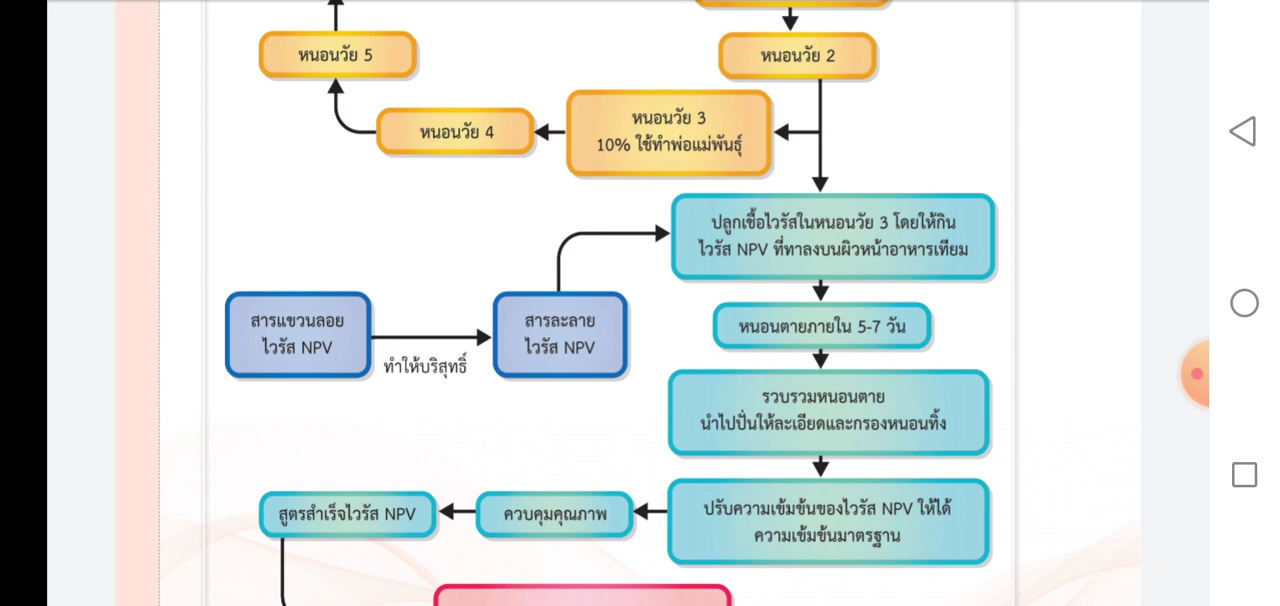 หนอนวัย 5
หนอนวัย 2
หนอนวัย 3
10% ใช้ทำพ่อแม่พันธุ์
หนอนวัย 4
ปลูกเชื้อไวรัสในหนอนวัย 3 โดยให้กิน
ไวรัส NPV ที่ทาลงบนผิวหน้าอาหารเทียม
สารแขวนลอย
ไวรัส NPV
ทำให้บริสุทธิ์
สารละลาย
ไวรัส NPV
หนอนตายภายใน 5-7 วัน
รวบรวมหนอนตาย
นำไปปั่นให้ละเอียดและกรองหนอนทิ้ง
ปรับความเข้มข้นของไวรัส NPV ให้ได้
ความเข้มข้นมาตรฐาน
ควบคุมคุณภาพ
สูตรสำเร็จไวรัส NPV